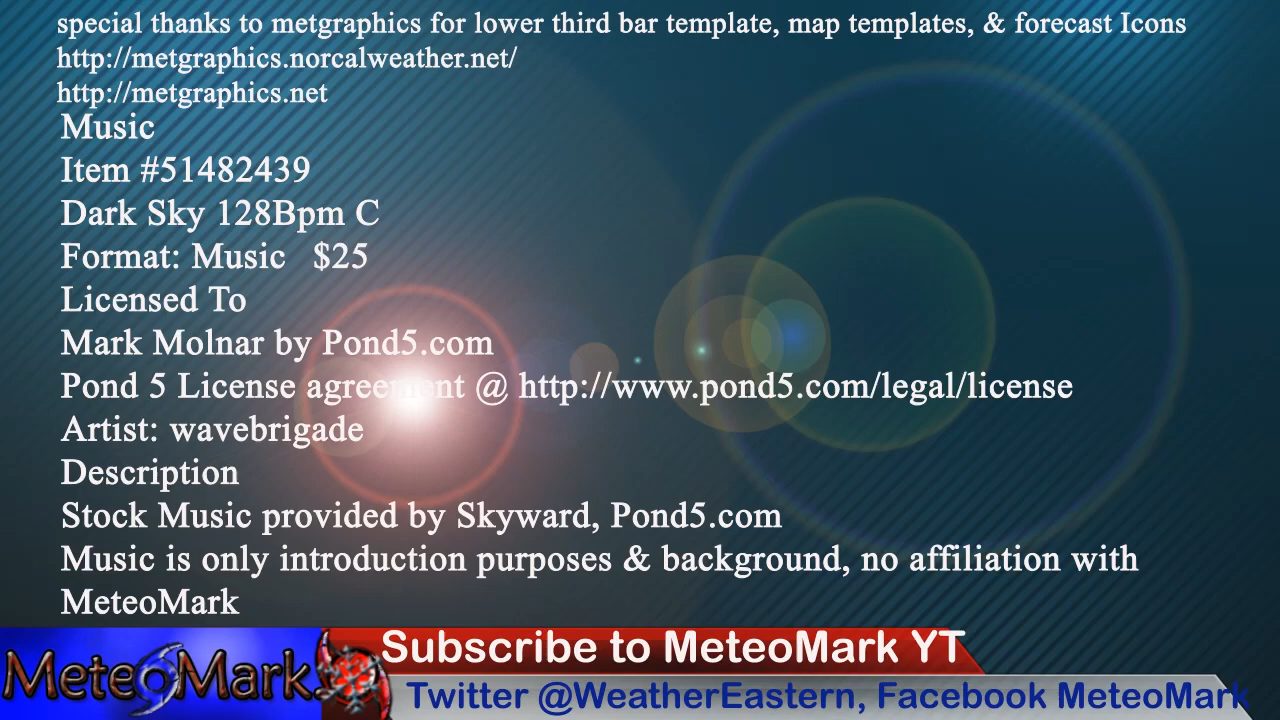 special thanks to metgraphics for lower third bar template, map templates, & forecast Icons
http://metgraphics.norcalweather.net/
http://metgraphics.net
Music
Item #51482439
Dark Sky 128Bpm C
Format: Music $25
Licensed To
Mark Molnar by Pond5.com
Pond 5 License agreement @ http://www.pond5.com/legal/license
Artist: wavebrigade
Description
Stock Music provided by Skyward, Pond5.com
Music is only introduction purposes & background, no affiliation with
MeteoMark
Subscribe to MeteoMark YT
MeteoMark
Twitter @WeatherEastern, Facebook MeteoMark